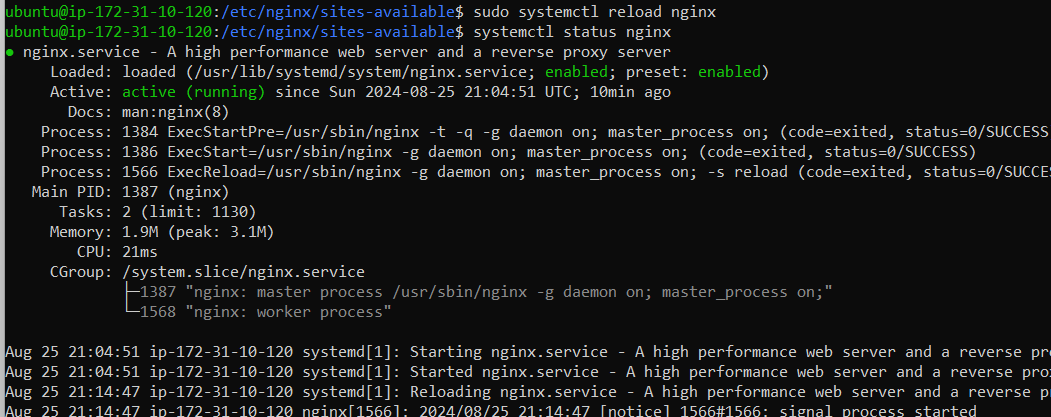 ubuntu@ip-172-31-10-120:/etc/nginx/sites-available$ sudo systemctl reload nginx
ubuntu@ip-172-31-10-120:/etc/nginx/sites-available$ systemctl status nginx
● nginx.service - A high performance web server and a reverse proxy server
     Loaded: loaded (/usr/lib/systemd/system/nginx.service; enabled; preset: enabled)
     Active: active (running) since Sun 2024-08-25 21:04:51 UTC; 10min ago
       Docs: man:nginx(8)
    Process: 1384 ExecStartPre=/usr/sbin/nginx -t -q -g daemon on; master_process on; (code=exited, status=0/SUCCESS
    Process: 1386 ExecStart=/usr/sbin/nginx -g daemon on; master_process on; (code=exited, status=0/SUCCESS)
    Process: 1566 ExecReload=/usr/sbin/nginx -g daemon on; master_process on; -s reload (code=exited, status=0/SUCCE
   Main PID: 1387 (nginx)
      Tasks: 2 (limit: 1130)
     Memory: 1.9M (peak: 3.1M)
        CPU: 21ms
     CGroup: /system.slice/nginx.service
             ├─1387 "nginx: master process /usr/sbin/nginx -g daemon on; master_process on;"
             └─1568 "nginx: worker process"
Aug 25 21:04:51 ip-172-31-10-120 systemd[1]: Starting nginx.service - A high performance web server and a reverse pro
Aug 25 21:04:51 ip-172-31-10-120 systemd[1]: Started nginx.service - A high performance web server and a reverse pro
Aug 25 21:14:47 ip-172-31-10-120 systemd[1]: Reloading nginx.service - A high performance web server and a reverse p
Aug 25 21:14:47 ip-172-31-10-120 nginx[1566]: 2024/08/25 21:14:47 [notice] 1566#1566: signal process started